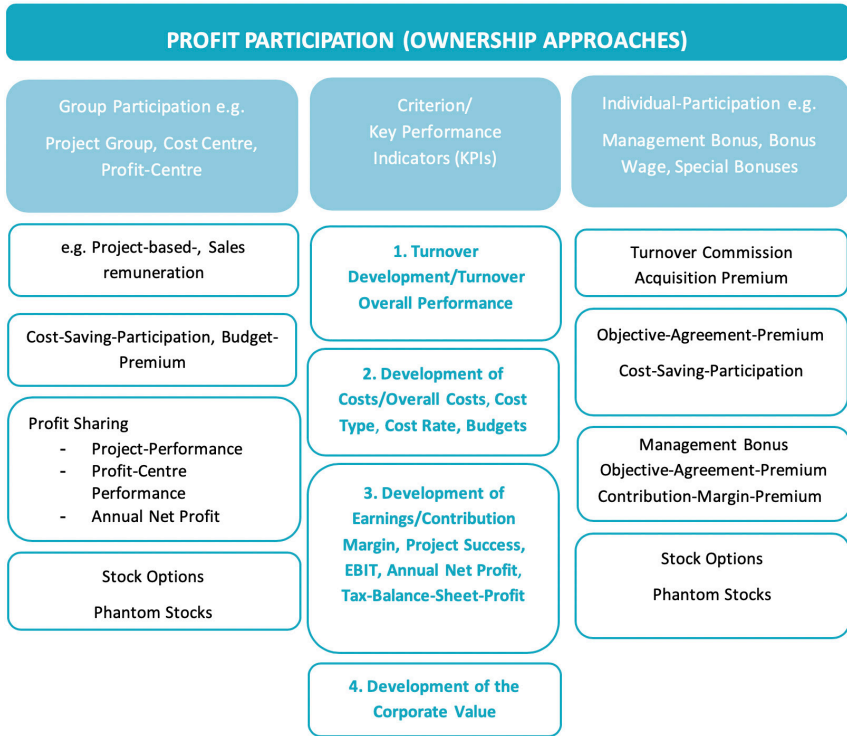 PROFIT PARTICIPATION (OWNERSHIP APPROACHES)
Group Participation e.g.
Project Group, Cost Centre,
Profit-Centre
Criterion/
Key Performance
Indicators (KPIs)
Individual-Participation e.g.
Management Bonus, Bonus
Wage, Special Bonuses
e.g. Project-based-, Sales
remuneration
Cost-Saving-Participation, Budget-
Premium
Profit Sharing
- Project-Performance
- Profit-Centre
Performance
- Annual Net Profit
Stock Options
Phantom Stocks
1. Turnover
Development/Turnover
Overall Performance
2. Development of
Costs/Overall Costs, Cost
Type, Cost Rate, Budgets
3. Development of
Earnings/Contribution
Margin, Project Success,
EBIT, Annual Net Profit,
Tax-Balance-Sheet-Profit
4. Development of the
Corporate Value
Turnover Commission
Acquisition Premium
Objective-Agreement-Premium
Cost-Saving-Participation
Management Bonus
Objective-Agreement-Premium
Contribution-Margin-Premium
Stock Options
Phantom Stocks